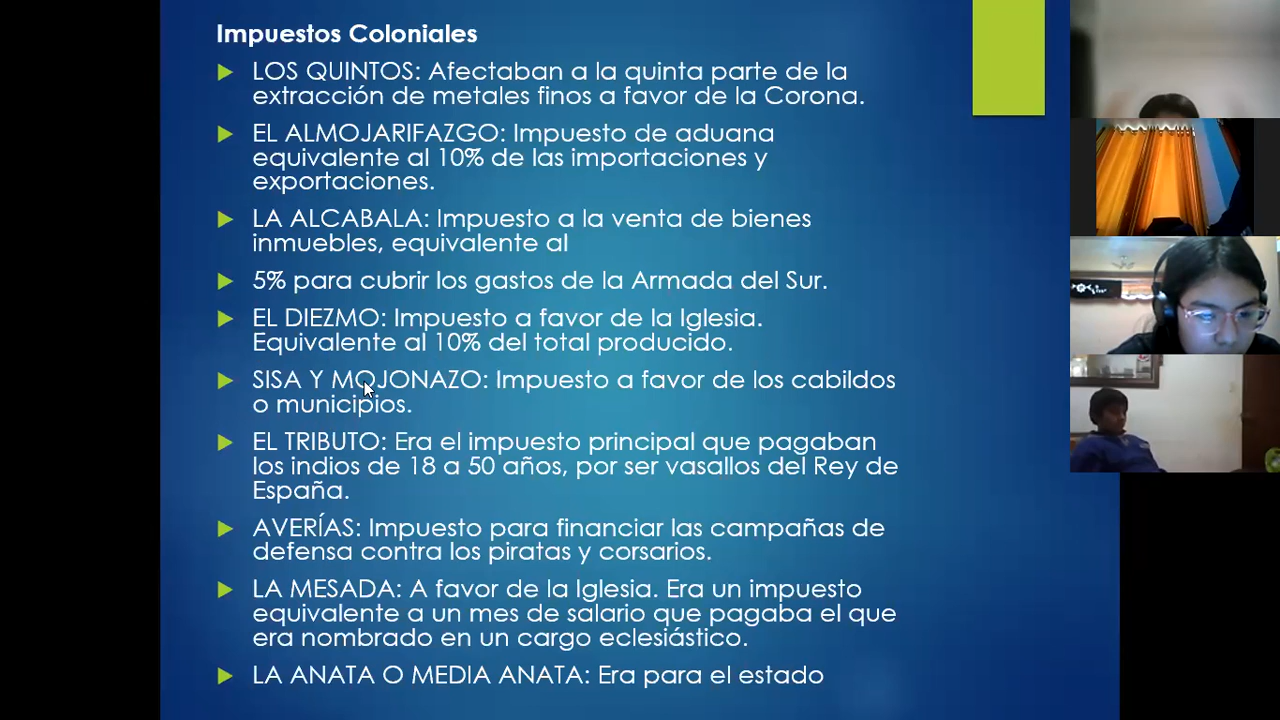 Impuestos Coloniales
LOS QUINTOS: Afectaban a la quinta parte de la
extracción de metales finos a favor de la Corona.
EL ALMOJARIFAZGO: Impuesto de aduana
equivalente al 10% de las importaciones y
exportaciones.
LA ALCABALA: Impuesto a la venta de bienes
inmuebles, equivalente al
5% para cubrir los gastos de la Armada del Sur.
EL DIEZMO: Impuesto a favor de la Iglesia.
Equivalente al 10% del total producido.
SISA Y MOJONAZO: Impuesto a favor de los cabildos
o municipios.
EL TRIBUTO: Era el impuesto principal que pagaban
los indios de 18 a 50 años, por ser vasallos del Rey de
España.
AVERÍAS: Impuesto para financiar las campañas de
defensa contra los piratas y corsarios.
LA MESADA: A favor de la Iglesia. Era un impuesto
equivalente a un mes de salario que pagaba el que
era nombrado en un cargo eclesiástico.
LA ANATA O MEDIA ANATA: Era para el estado